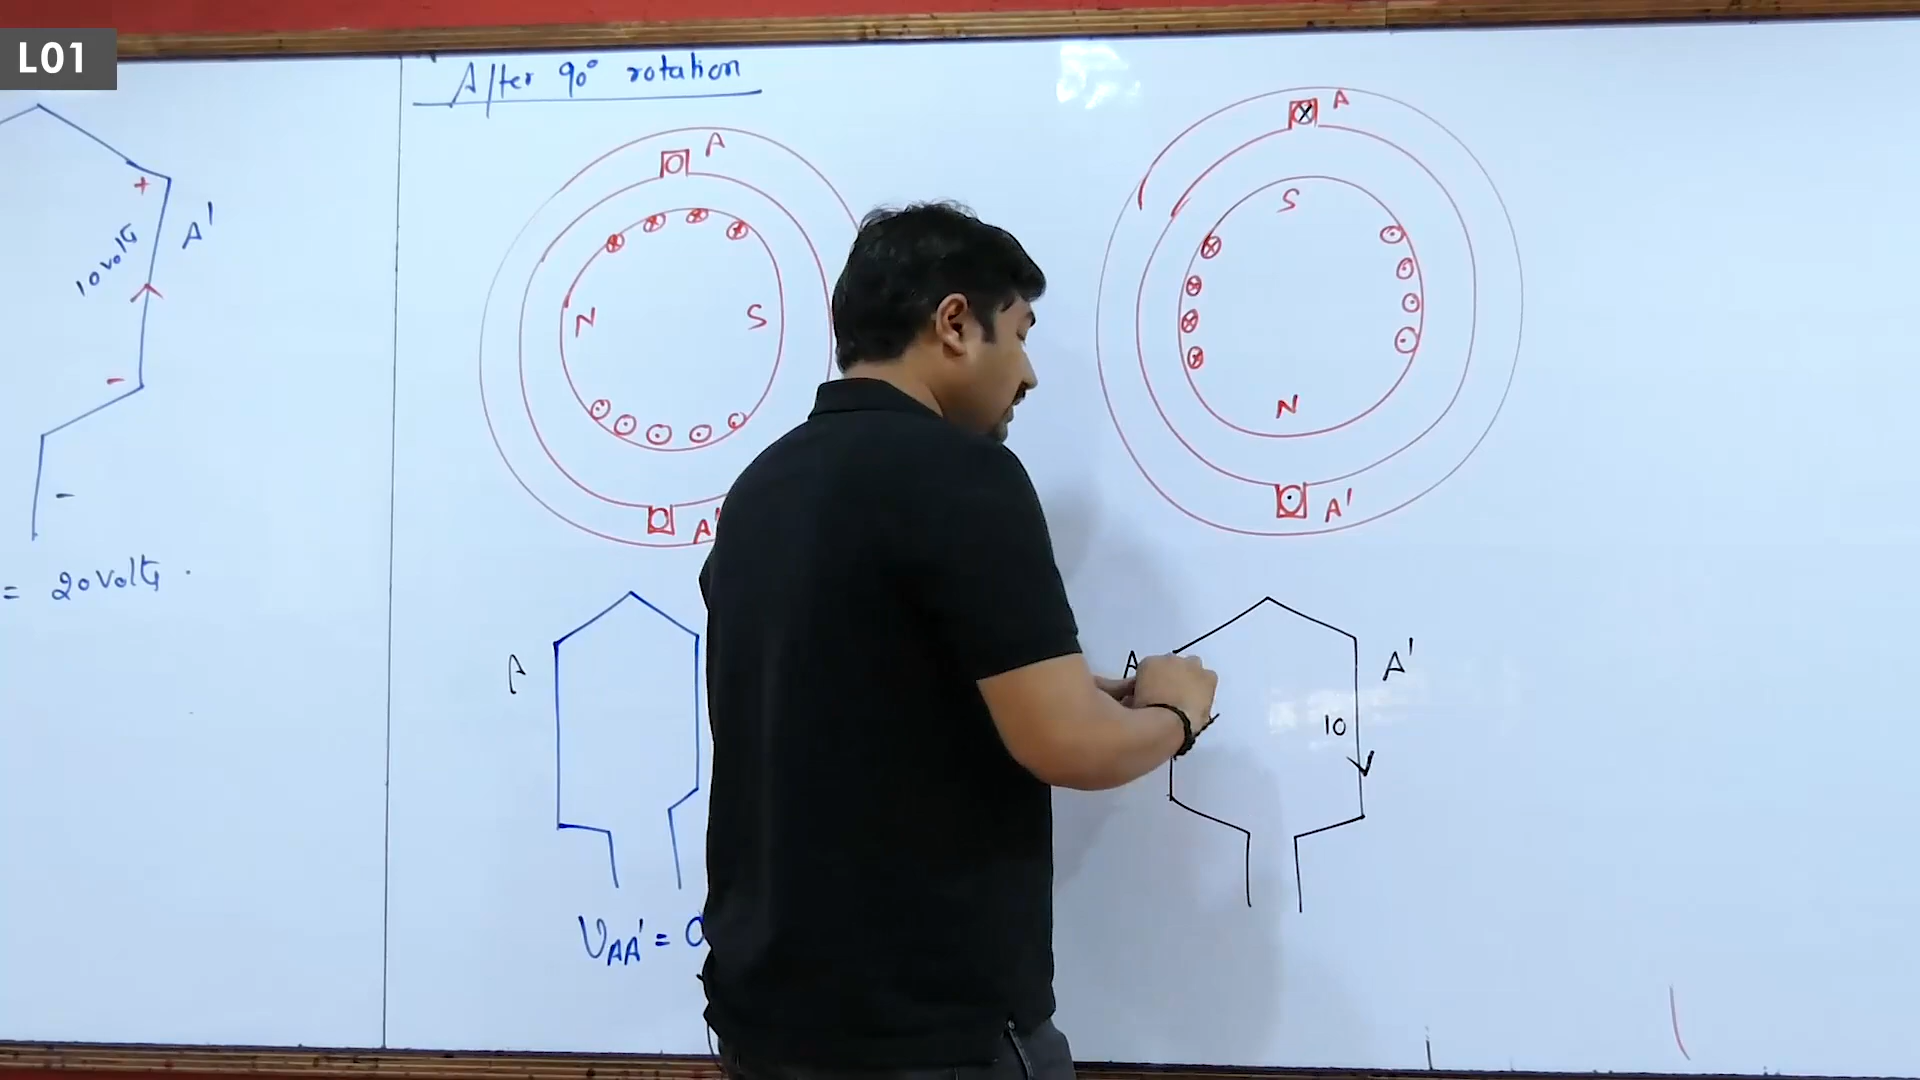 L01
+
10 volts
A'
-
-
= 20 volts.
After 90° rotation
A
N
S
A'
A
V_AA' = 0
A
S
N
A'
A
A'
10